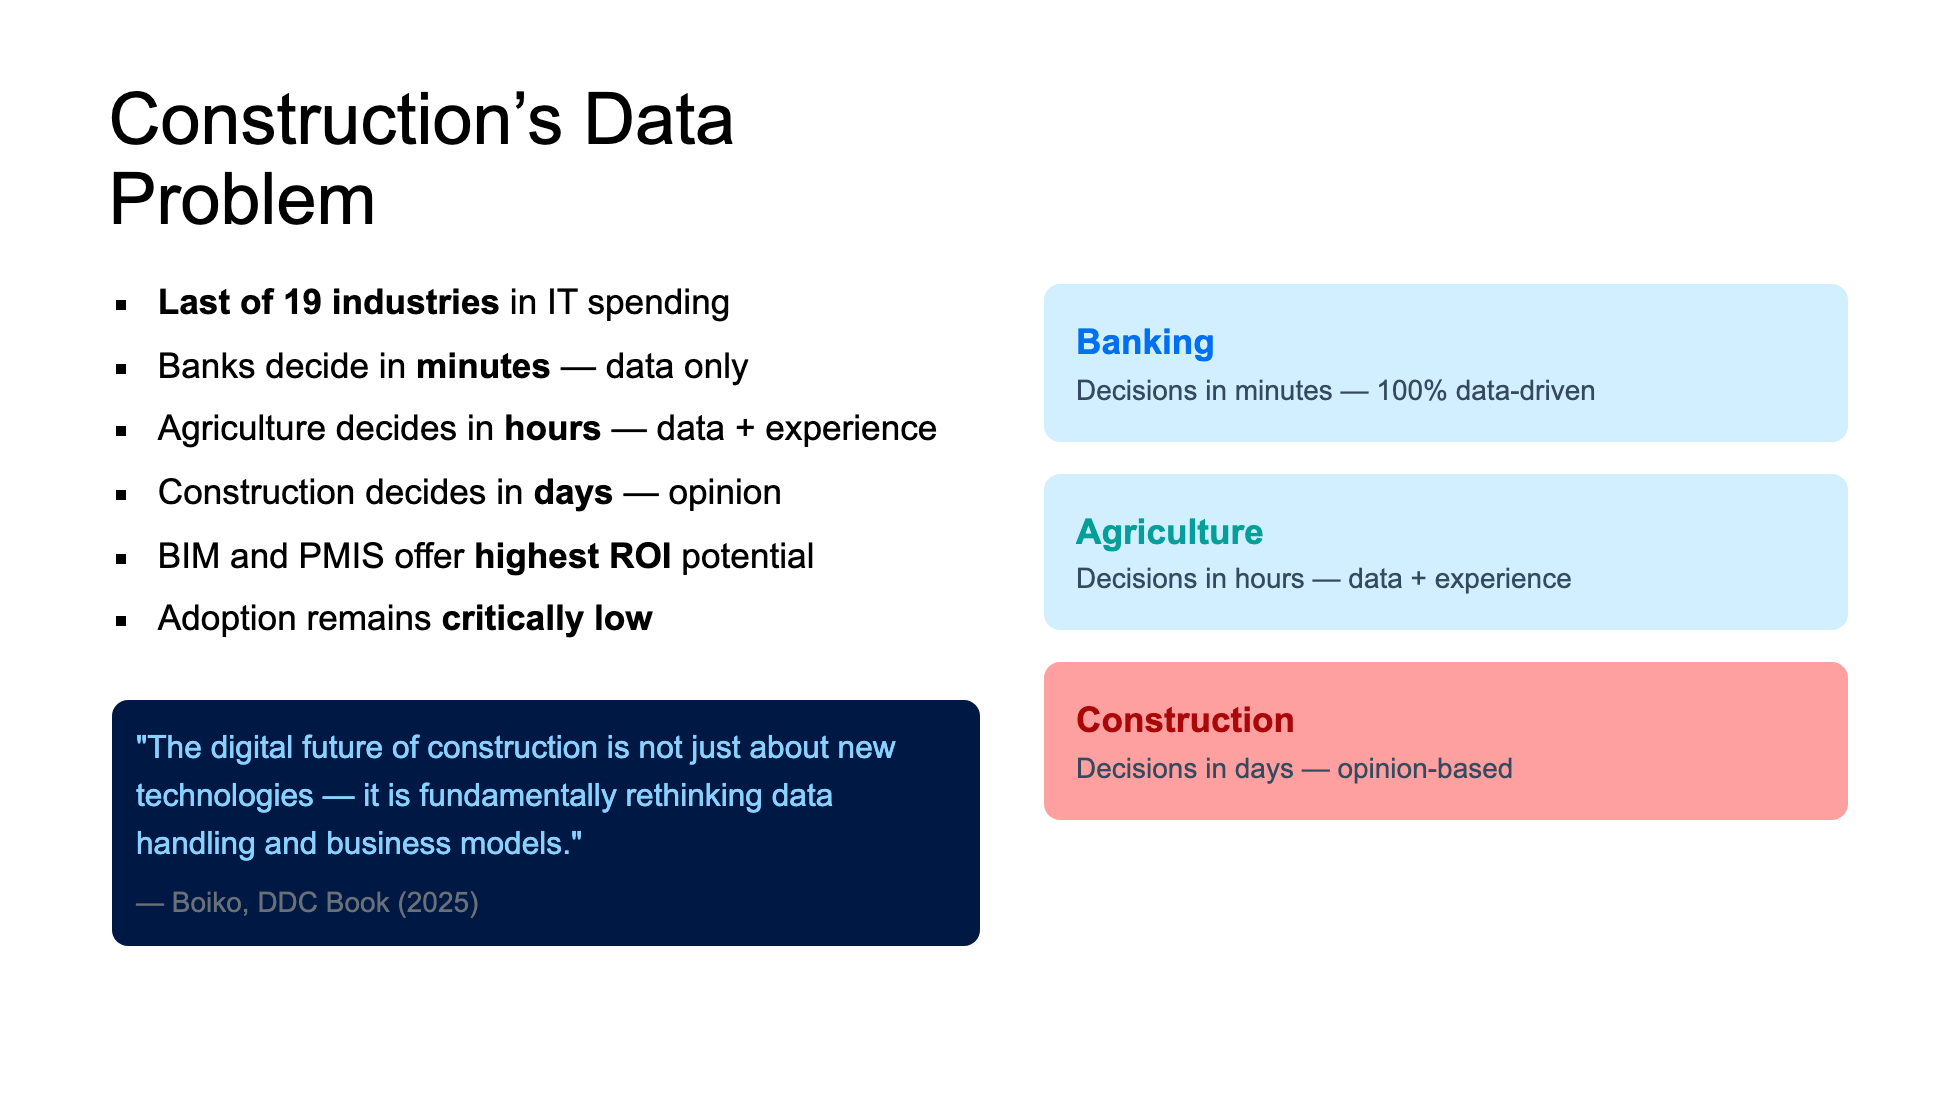 Construction’s Data
Problem
▪ Last of 19 industries in IT spending
▪ Banks decide in minutes — data only
▪ Agriculture decides in hours — data + experience
▪ Construction decides in days — opinion
▪ BIM and PMIS offer highest ROI potential
▪ Adoption remains critically low
"The digital future of construction is not just about new
technologies — it is fundamentally rethinking data
handling and business models."
— Boiko, DDC Book (2025)
Banking
Decisions in minutes — 100% data-driven
Agriculture
Decisions in hours — data + experience
Construction
Decisions in days — opinion-based